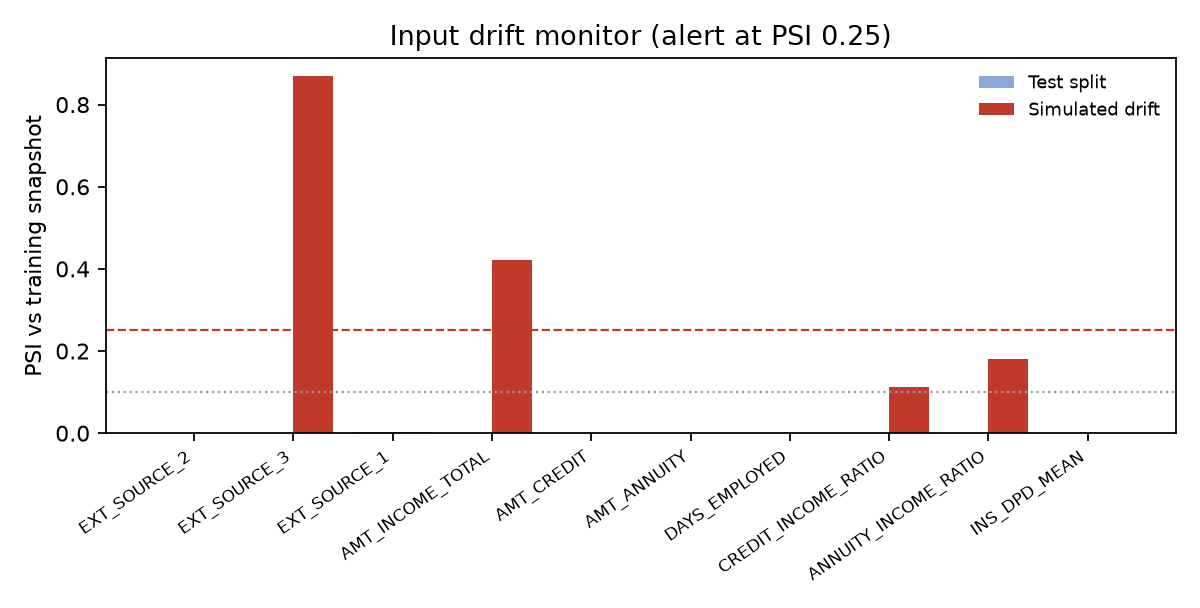 Input drift monitor (alert at PSI 0.25)
PSI vs training snapshot
0.8
0.6
0.4
0.2
0.0
Test split
Simulated drift
EXT_SOURCE_2
EXT_SOURCE_3
EXT_SOURCE_1
AMT_INCOME_TOTAL
AMT_CREDIT
AMT_ANNUITY
DAYS_EMPLOYED
CREDIT_INCOME_RATIO
ANNUITY_INCOME_RATIO
INS_DPD_MEAN